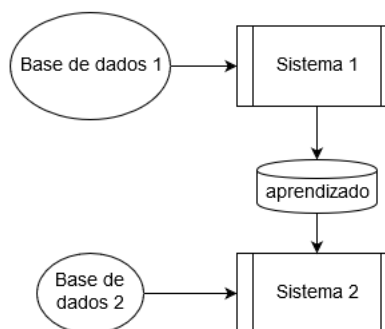 Base de dados 1
Sistema 1
aprendizado
Base de
dados 2
Sistema 2